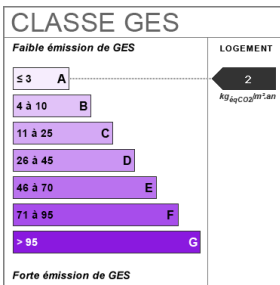 CLASSE GES
Faible émission de GES LOGEMENT
≤ 3 A 2
kgéqCO2/m².an
4 à 10 B
11 à 25 C
26 à 45 D
46 à 70 E
71 à 95 F
> 95 G
Forte émission de GES